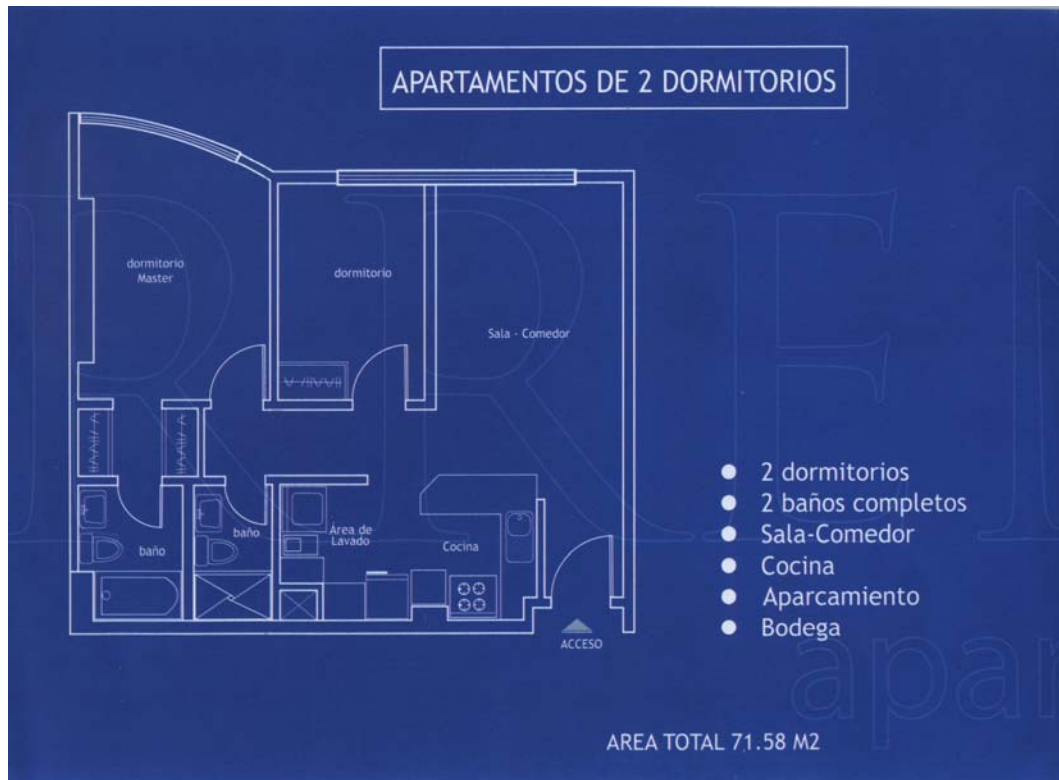 APARTAMENTOS DE 2 DORMITORIOS
dormitorio
Master
dormitorio
Sala - Comedor
baño
baño
Área de
Lavado
Cocina
ACCESO
2 dormitorios
2 baños completos
Sala-Comedor
Cocina
Aparcamiento
Bodega
AREA TOTAL 71.58 M2